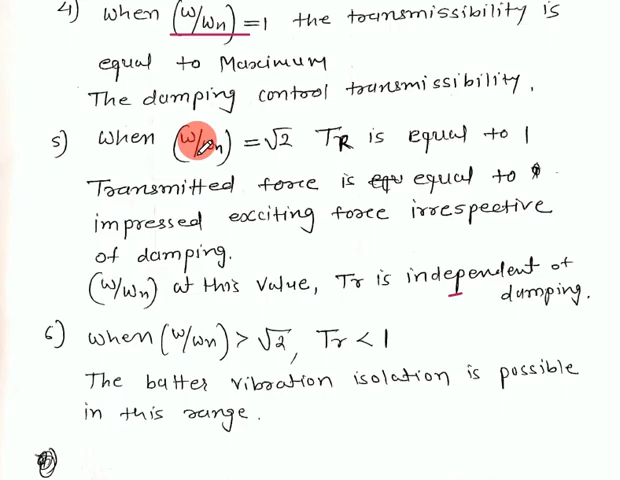 4) when (ω/ωn) = 1 the transmissibility is
equal to Maximum
The damping control transmissibility.
5) when (ω/ωn) = √2 TR is equal to 1
Transmitted force is equal to
impressed exciting force irrespective
of damping.
(ω/ωn) at this value, Tr is independent of
damping.
6) when (ω/ωn) > √2, Tr < 1
The batter vibration isolation is possible
in this range.